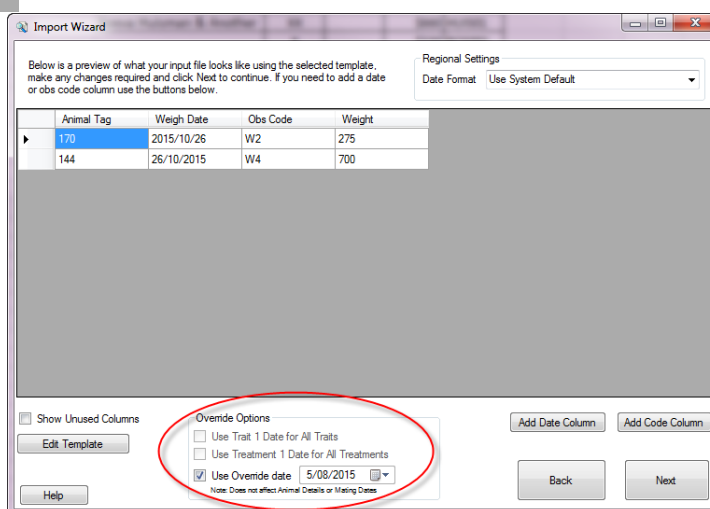 Import Wizard
Below is a preview of what your input file looks like using the selected template,
make any changes required and click Next to continue. If you need to add a date
or obs code column use the buttons below.
Regional Settings
Date Format Use System Default
Animal Tag Weigh Date Obs Code Weight
170 2015/10/26 W2 275
144 26/10/2015 W4 700
Show Unused Columns
Edit Template
Help
Override Options
Use Trait 1 Date for All Traits
Use Treatment 1 Date for All Treatments
Use Override date 5/08/2015
Note: Does not affect Animal Details or Mating Dates
Add Date Column Add Code Column
Back Next